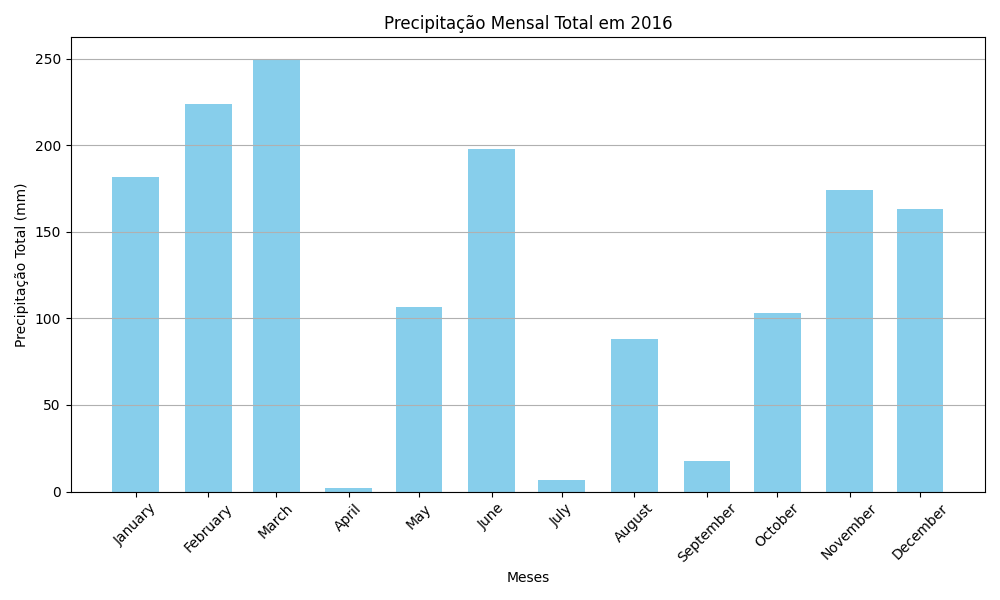 Precipitação Mensal Total em 2016
Precipitação Total (mm)
250
200
150
100
50
0
January
February
March
April
May
June
July
August
September
October
November
December
Meses